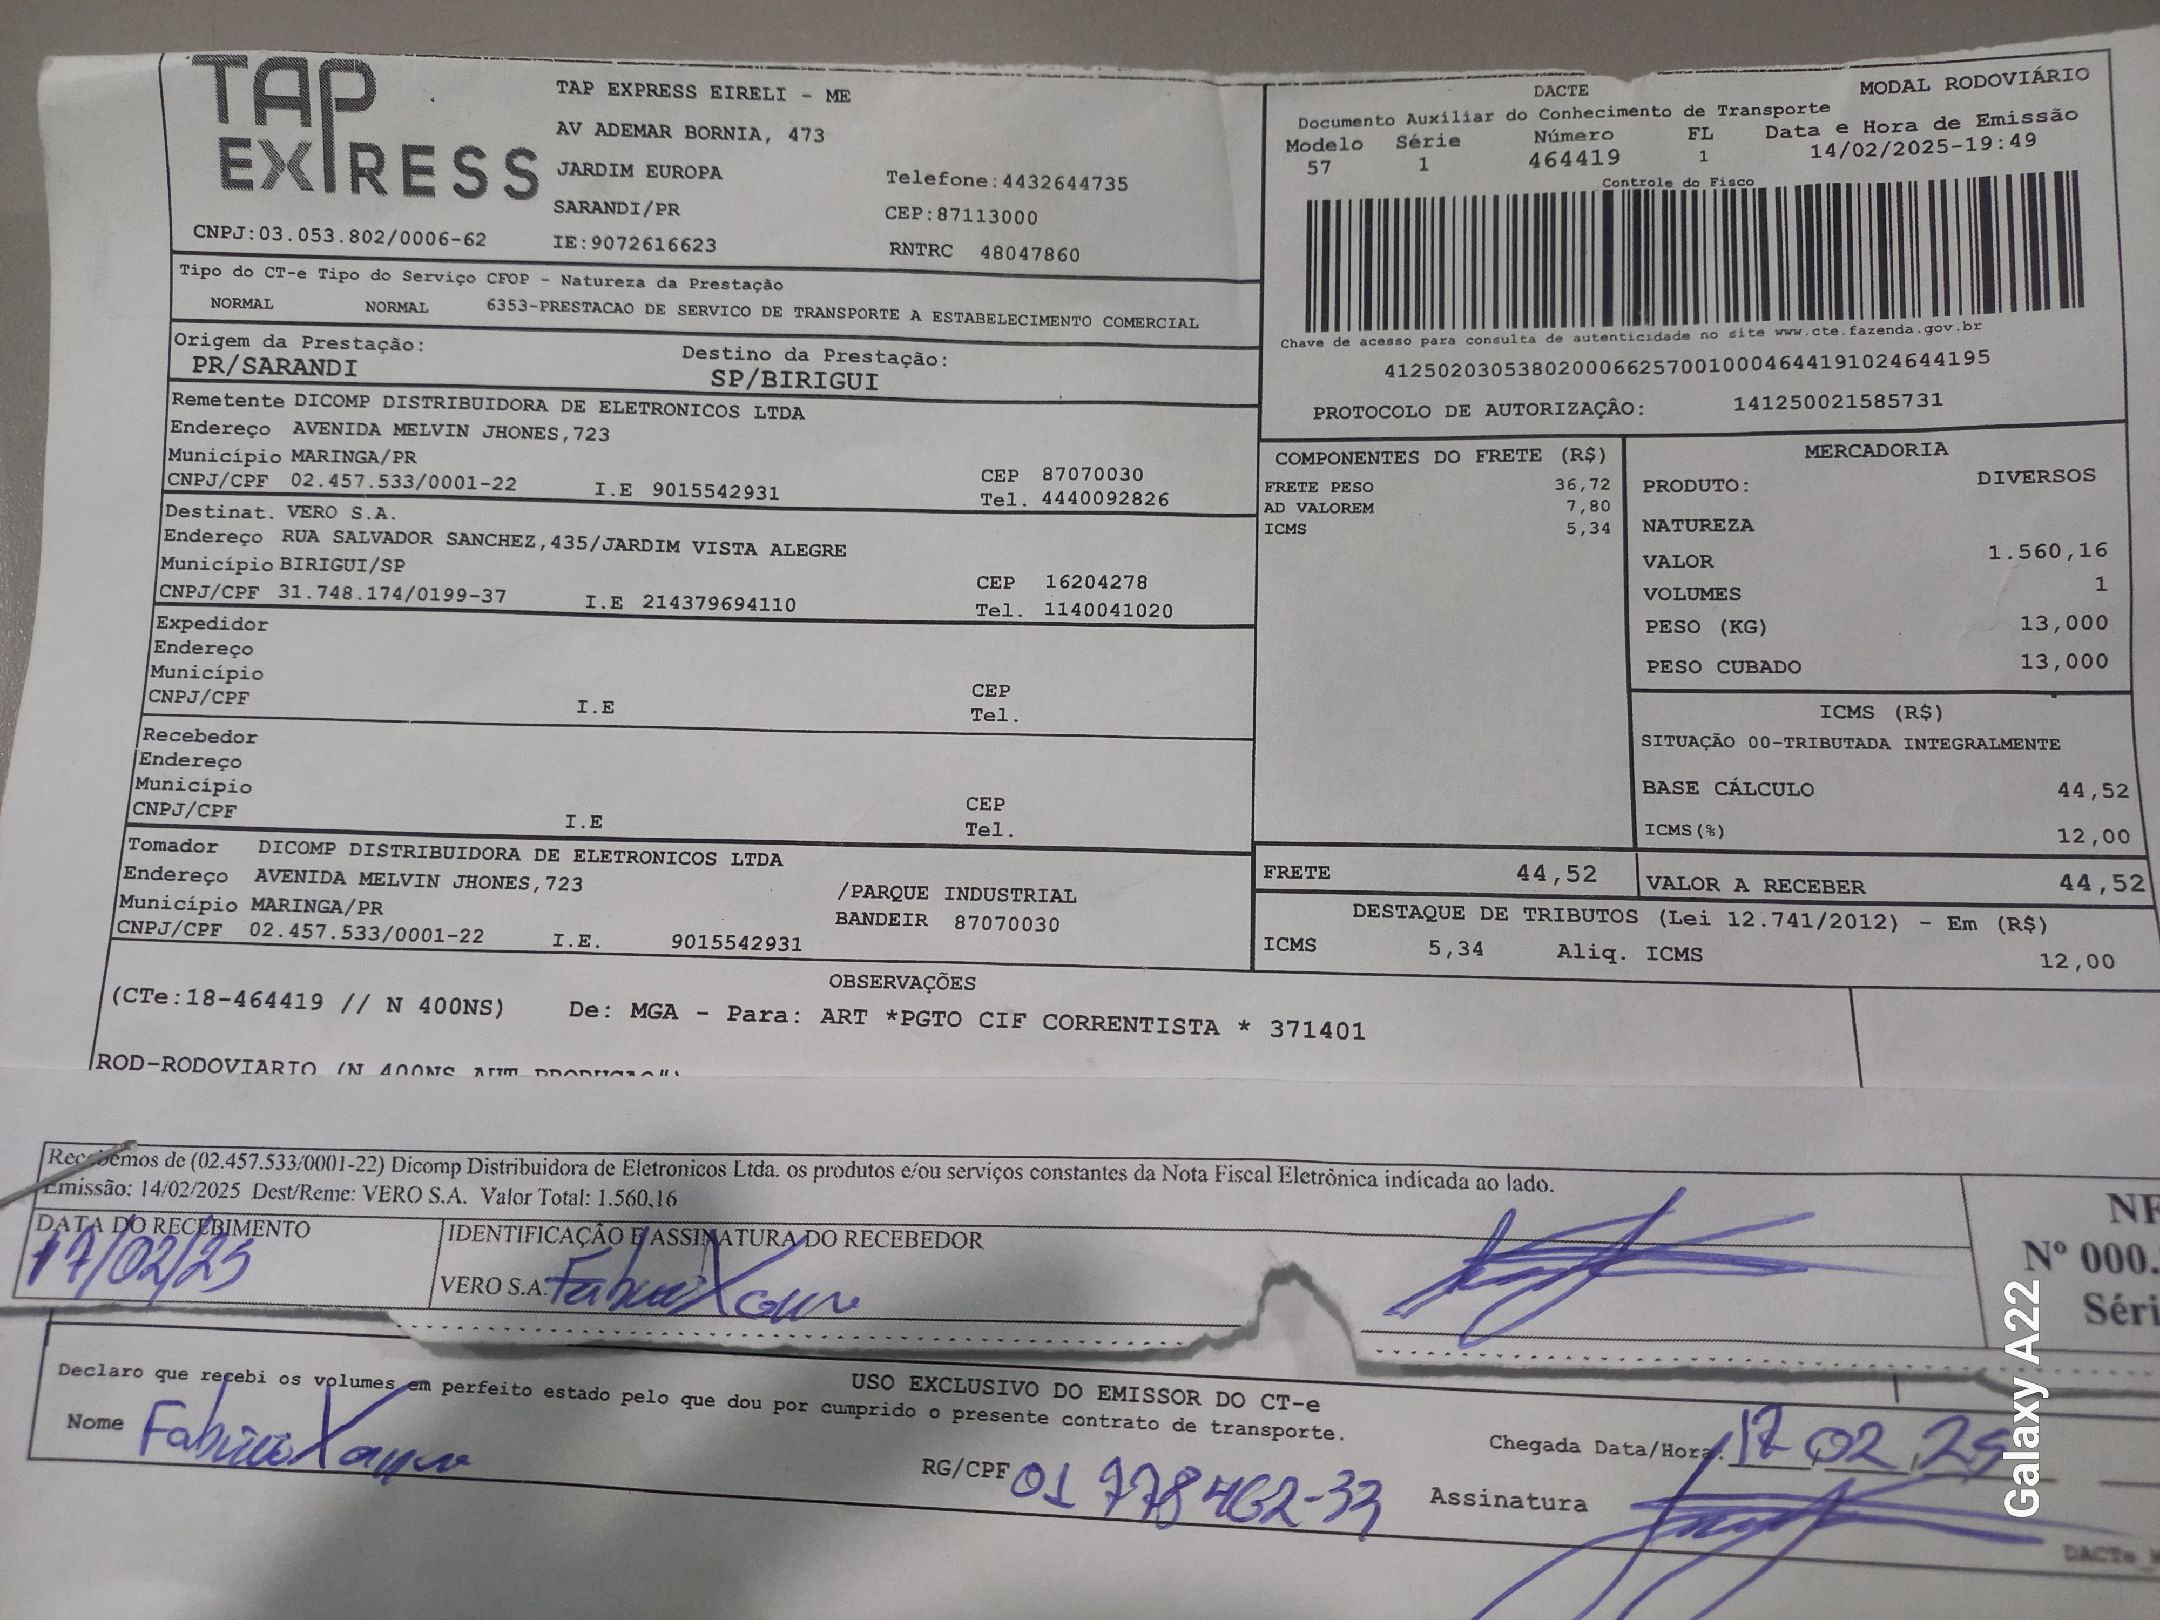 TAP EXPRESS
TAP EXPRESS EIRELI - ME
AV ADEMAR BORNIA, 473
JARDIM EUROPA
Telefone:4432644735
SARANDI/PR
CEP:87113000
CNPJ:03.053.802/0006-62
IE:9072616623
RNTRC 48047860
DACTE
MODAL RODOVIÁRIO
Documento Auxiliar do Conhecimento de Transporte
Modelo Série Número FL Data e Hora de Emissão
57 1 464419 1 14/02/2025-19:49
Controle do Fisco
Chave de acesso para consulta de autenticidade no site www.cte.fazenda.gov.br
41250203053802000662570010004644191024644195
PROTOCOLO DE AUTORIZAÇÃO: 141250021585731
Tipo do CT-e Tipo do Serviço CFOP - Natureza da Prestação
NORMAL NORMAL 6353-PRESTACAO DE SERVICO DE TRANSPORTE A ESTABELECIMENTO COMERCIAL
Origem da Prestação: Destino da Prestação:
PR/SARANDI SP/BIRIGUI
Remetente DICOMP DISTRIBUIDORA DE ELETRONICOS LTDA
Endereço AVENIDA MELVIN JHONES,723
Município MARINGA/PR CEP 87070030
CNPJ/CPF 02.457.533/0001-22 I.E 9015542931 Tel. 4440092826
Destinat. VERO S.A.
Endereço RUA SALVADOR SANCHEZ,435/JARDIM VISTA ALEGRE
Município BIRIGUI/SP CEP 16204278
CNPJ/CPF 31.748.174/0199-37 I.E 214379694110 Tel. 1140041020
Expedidor
Endereço
Município CEP
CNPJ/CPF I.E Tel.
Recebedor
Endereço
Município CEP
CNPJ/CPF I.E Tel.
Tomador DICOMP DISTRIBUIDORA DE ELETRONICOS LTDA
Endereço AVENIDA MELVIN JHONES,723 /PARQUE INDUSTRIAL
Município MARINGA/PR BANDEIR 87070030
CNPJ/CPF 02.457.533/0001-22 I.E. 9015542931
COMPONENTES DO FRETE (R$)
FRETE PESO 36,72
AD VALOREM 7,80
ICMS 5,34
MERCADORIA
PRODUTO: DIVERSOS
NATUREZA
VALOR 1.560,16
VOLUMES 1
PESO (KG) 13,000
PESO CUBADO 13,000
ICMS (R$)
SITUAÇÃO 00-TRIBUTADA INTEGRALMENTE
BASE CÁLCULO 44,52
ICMS(%) 12,00
FRETE 44,52 VALOR A RECEBER 44,52
DESTAQUE DE TRIBUTOS (Lei 12.741/2012) - Em (R$)
ICMS 5,34 Aliq. ICMS 12,00
OBSERVAÇÕES
(CTe:18-464419 // N 400NS) De: MGA - Para: ART *PGTO CIF CORRENTISTA * 371401
ROD-RODOVIARIO (N 400NS AUT PRODUCAO")
Recebemos de (02.457.533/0001-22) Dicomp Distribuidora de Eletronicos Ltda. os produtos e/ou serviços constantes da Nota Fiscal Eletrônica indicada ao lado.
Emissão: 14/02/2025 Dest/Reme: VERO S.A. Valor Total: 1.560,16
DATA DO RECEBIMENTO IDENTIFICAÇÃO E ASSINATURA DO RECEBEDOR
17/02/25 VERO S.A.
NF
Nº 000.
Séri
USO EXCLUSIVO DO EMISSOR DO CT-e
Declaro que recebi os volumes em perfeito estado pelo que dou por cumprido o presente contrato de transporte.
Nome Chegada Data/Hora: 17 02 25
RG/CPF 01 778 462-33 Assinatura
DACTe
Galaxy A22